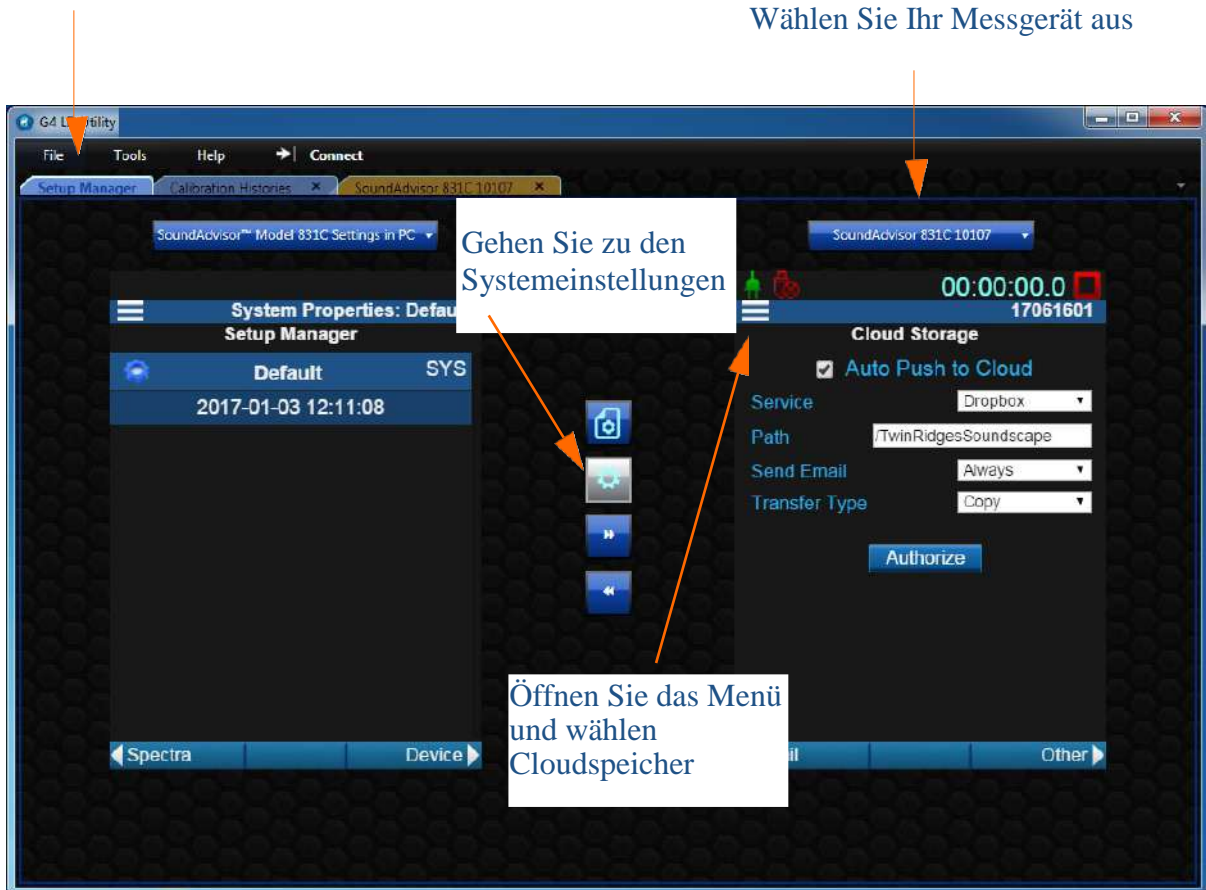 Wählen Sie Ihr Messgerät aus
File Tools Help Connect
Setup Manager Calibration Histories SoundAdvisor 831C 10107
SoundAdvisor™ Model 831C Settings in PC
SoundAdvisor 831C 10107
Gehen Sie zu den
Systemeinstellungen
00:00:00.0
System Properties:
17061601
Setup Manager
Cloud Storage
Default SYS
2017-01-03 12:11:08
Auto Push to Cloud
Service Dropbox
Path /TwinRidgesSoundscape
Send Email Always
Transfer Type Copy
Authorize
Öffnen Sie das Menü
und wählen
Cloudspeicher
Spectra Device
Other